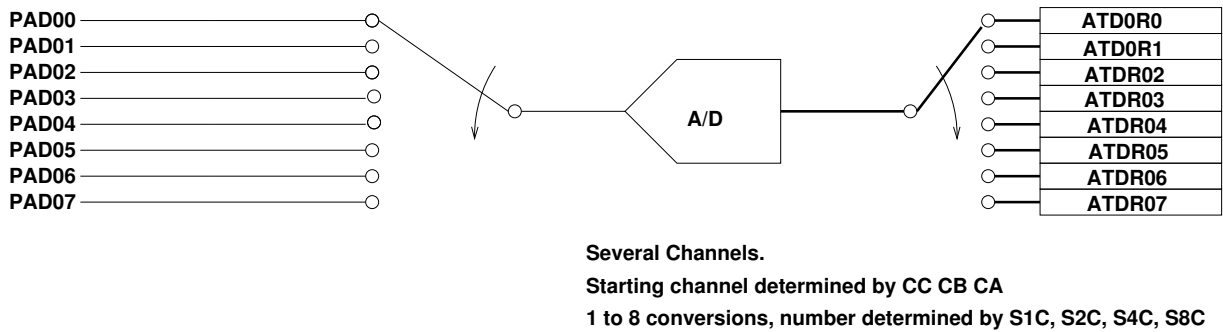 PAD00
PAD01
PAD02
PAD03
PAD04
PAD05
PAD06
PAD07
A/D
ATD0R0
ATD0R1
ATDR02
ATDR03
ATDR04
ATDR05
ATDR06
ATDR07
Several Channels.
Starting channel determined by CC CB CA
1 to 8 conversions, number determined by S1C, S2C, S4C, S8C